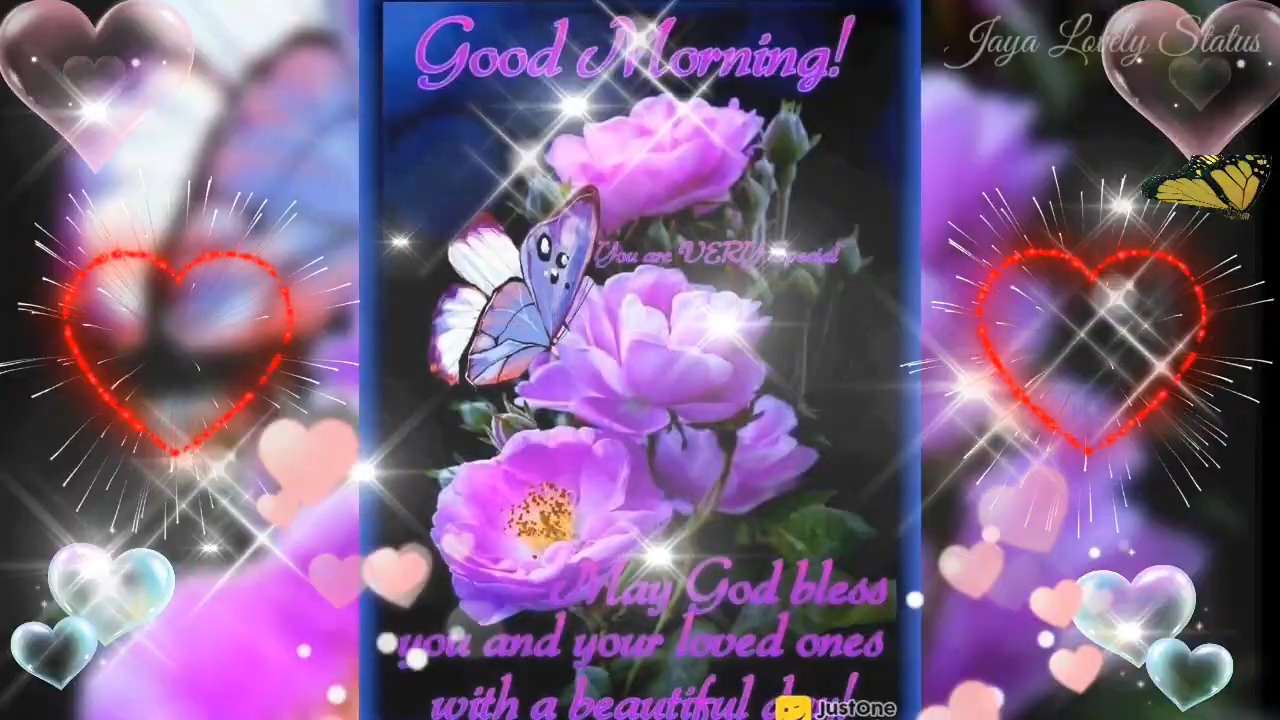 Good Morning!
Jaya Lovely Status
You are VERY special
May God bless
you and your loved ones
with a beautiful day!
JustOne